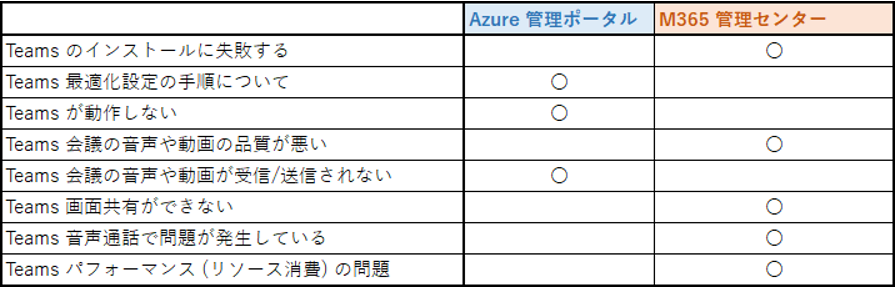 Azure 管理ポータル M365 管理センター
Teams のインストールに失敗する ○
Teams 最適化設定の手順について ○
Teams が動作しない ○
Teams 会議の音声や動画の品質が悪い ○
Teams 会議の音声や動画が受信/送信されない ○
Teams 画面共有ができない ○
Teams 音声通話で問題が発生している ○
Teams パフォーマンス (リソース消費) の問題 ○